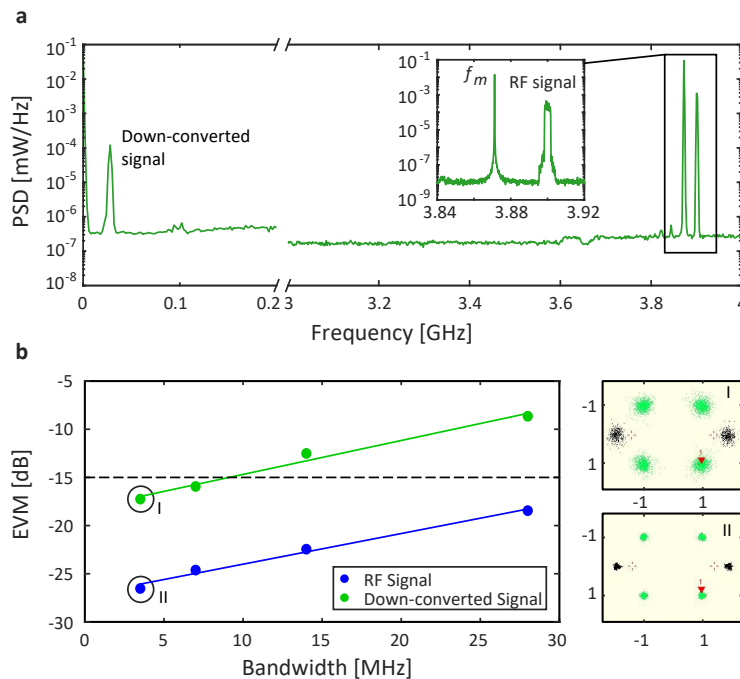 a
PSD [mW/Hz]
10⁻¹
10⁻²
10⁻³
10⁻⁴
10⁻⁵
10⁻⁶
10⁻⁷
10⁻⁸
Down-converted
signal
10⁻¹
10⁻³
10⁻⁵
10⁻⁷
10⁻⁹
fₘ
RF signal
3.84 3.88 3.92
0 0.1 0.2 3 3.2 3.4 3.6 3.8 4
Frequency [GHz]
b
EVM [dB]
-5
-10
-15
-20
-25
-30
I
II
RF Signal
Down-converted Signal
0 5 10 15 20 25 30
Bandwidth [MHz]
I
-1
1
-1 1
II
-1
1
-1 1